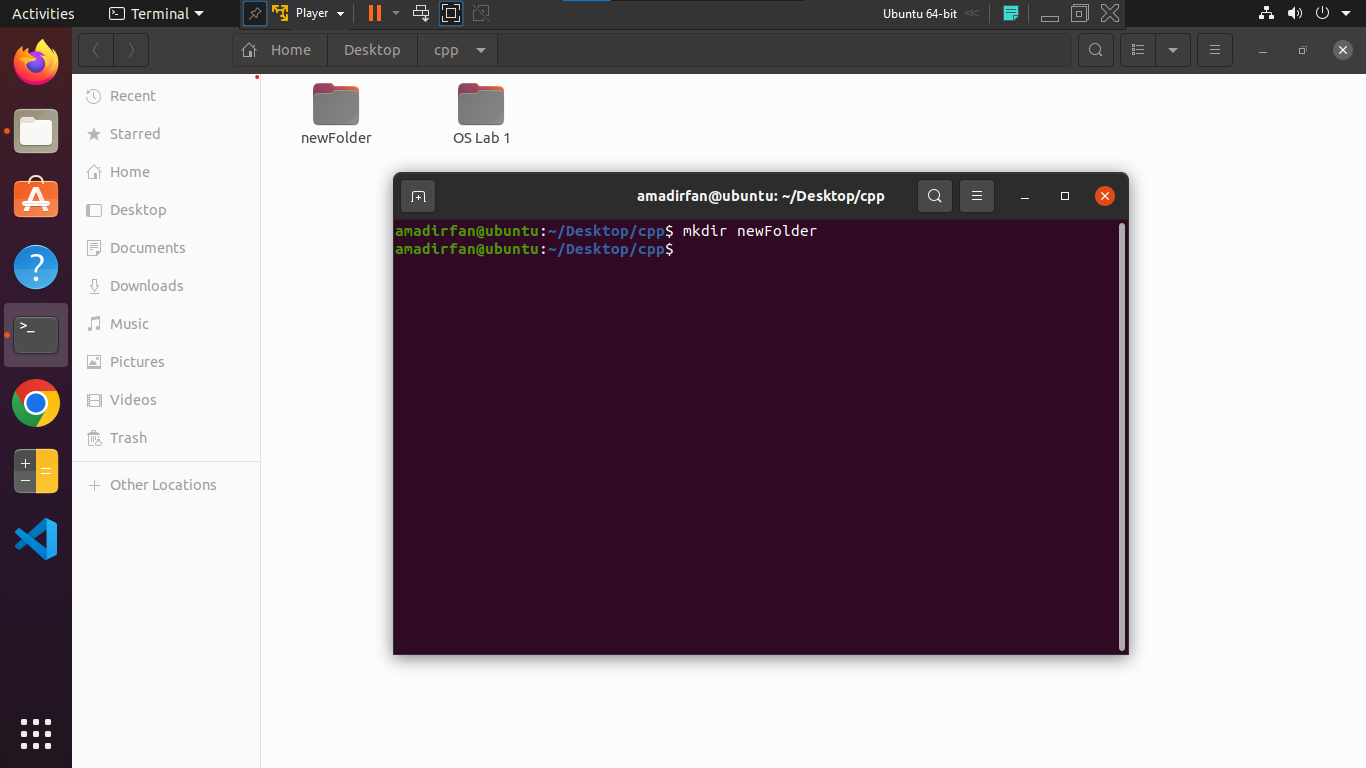 Activities
Terminal
Player
Ubuntu 64-bit
Home
Desktop
cpp
Recent
Starred
Home
Desktop
Documents
Downloads
Music
Pictures
Videos
Trash
Other Locations
newFolder
OS Lab 1
amadirfan@ubuntu: ~/Desktop/cpp
amadirfan@ubuntu:~/Desktop/cpp$ mkdir newFolder
amadirfan@ubuntu:~/Desktop/cpp$